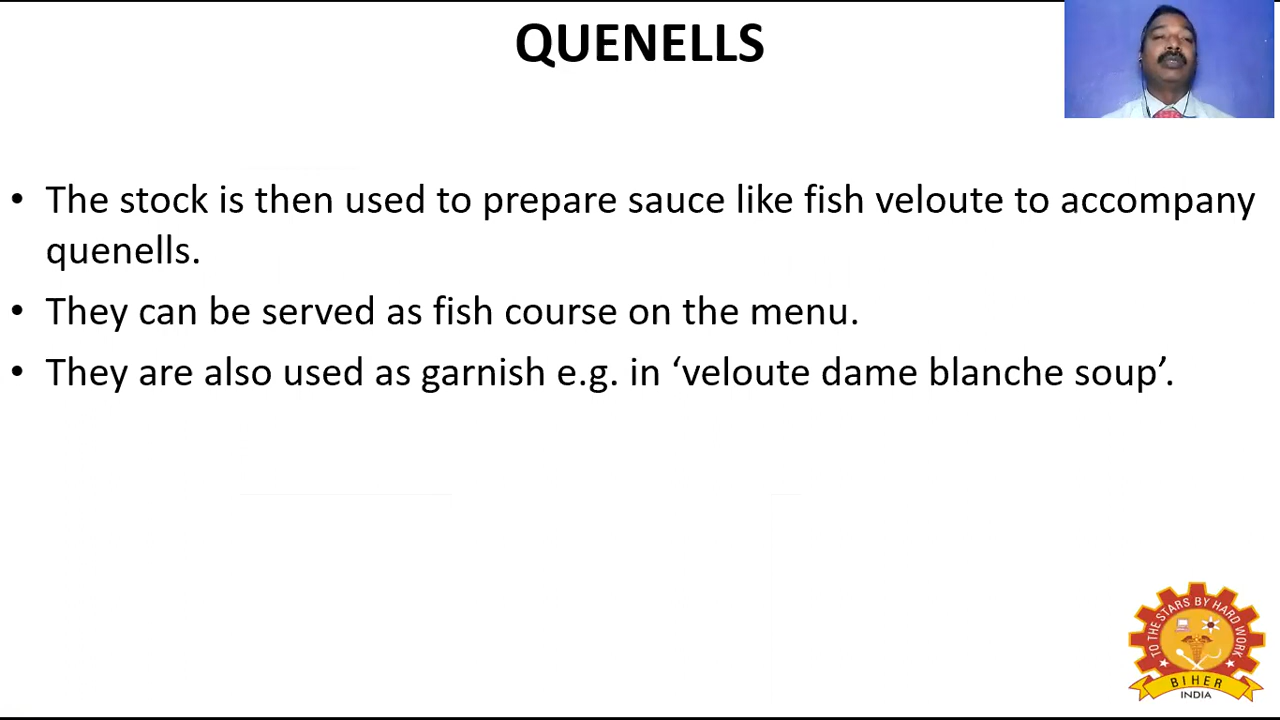 QUENELLS
• The stock is then used to prepare sauce like fish veloute to accompany
quenells.
• They can be served as fish course on the menu.
• They are also used as garnish e.g. in ‘veloute dame blanche soup’.
TO THE STARS BY HARD WORK
BIHER
INDIA